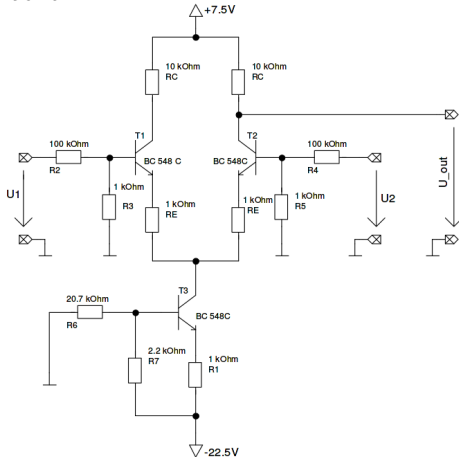 +7.5V
10 kOhm
RC
10 kOhm
RC
T1
T2
100 kOhm
R2
BC 548 C
BC 548C
100 kOhm
R4
U1
1 kOhm
R3
1 kOhm
RE
1 kOhm
RE
1 kOhm
R5
U2
U_out
T3
20.7 kOhm
R6
BC 548C
2.2 kOhm
R7
1 kOhm
R1
-22.5V